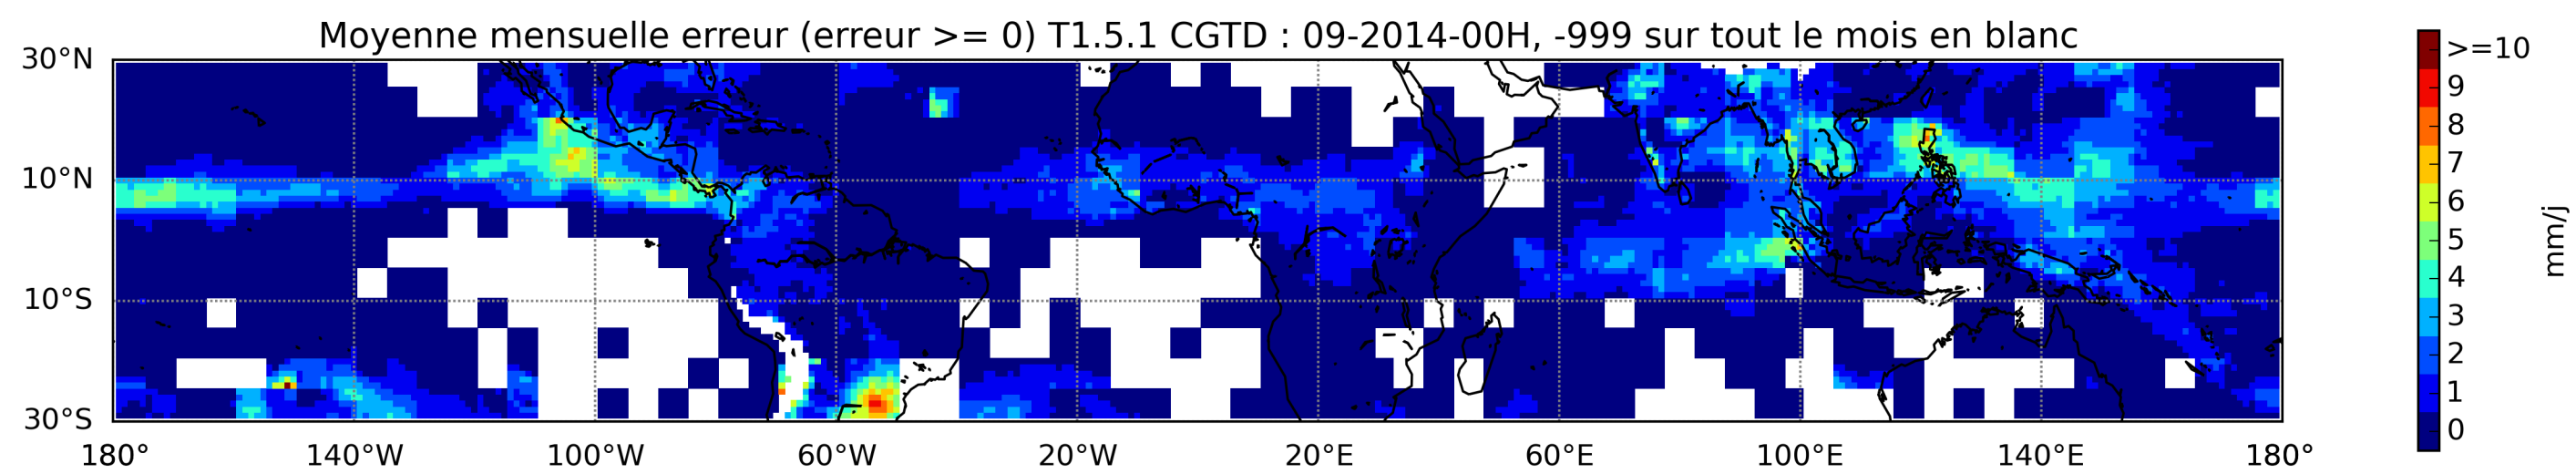 Moyenne mensuelle erreur (erreur >= 0) T1.5.1 CGTD : 09-2014-00H, -999 sur tout le mois en blanc
30°N
10°N
10°S
30°S
180° 140°W 100°W 60°W 20°W 20°E 60°E 100°E 140°E 180°
>=10
9
8
7
6
5
4
3
2
1
0
mm/j